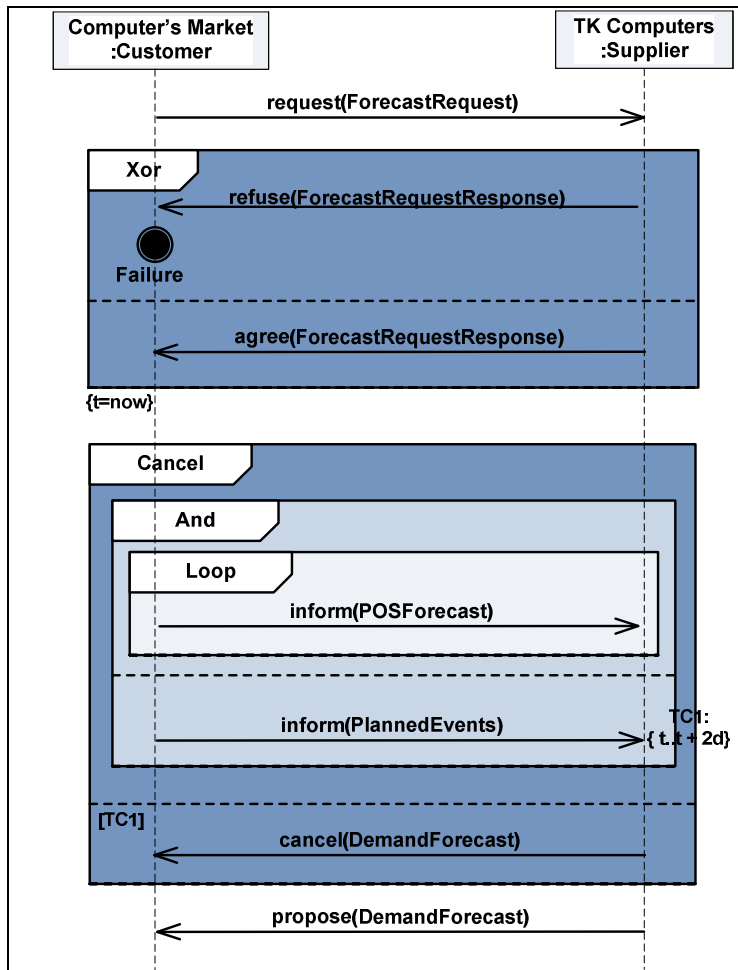 Computer's Market
:Customer
TK Computers
:Supplier
request(ForecastRequest)
Xor
refuse(ForecastRequestResponse)
Failure
agree(ForecastRequestResponse)
{t=now}
Cancel
And
Loop
inform(POSForecast)
inform(PlannedEvents)
TC1:
{ t..t + 2d}
[TC1]
cancel(DemandForecast)
propose(DemandForecast)